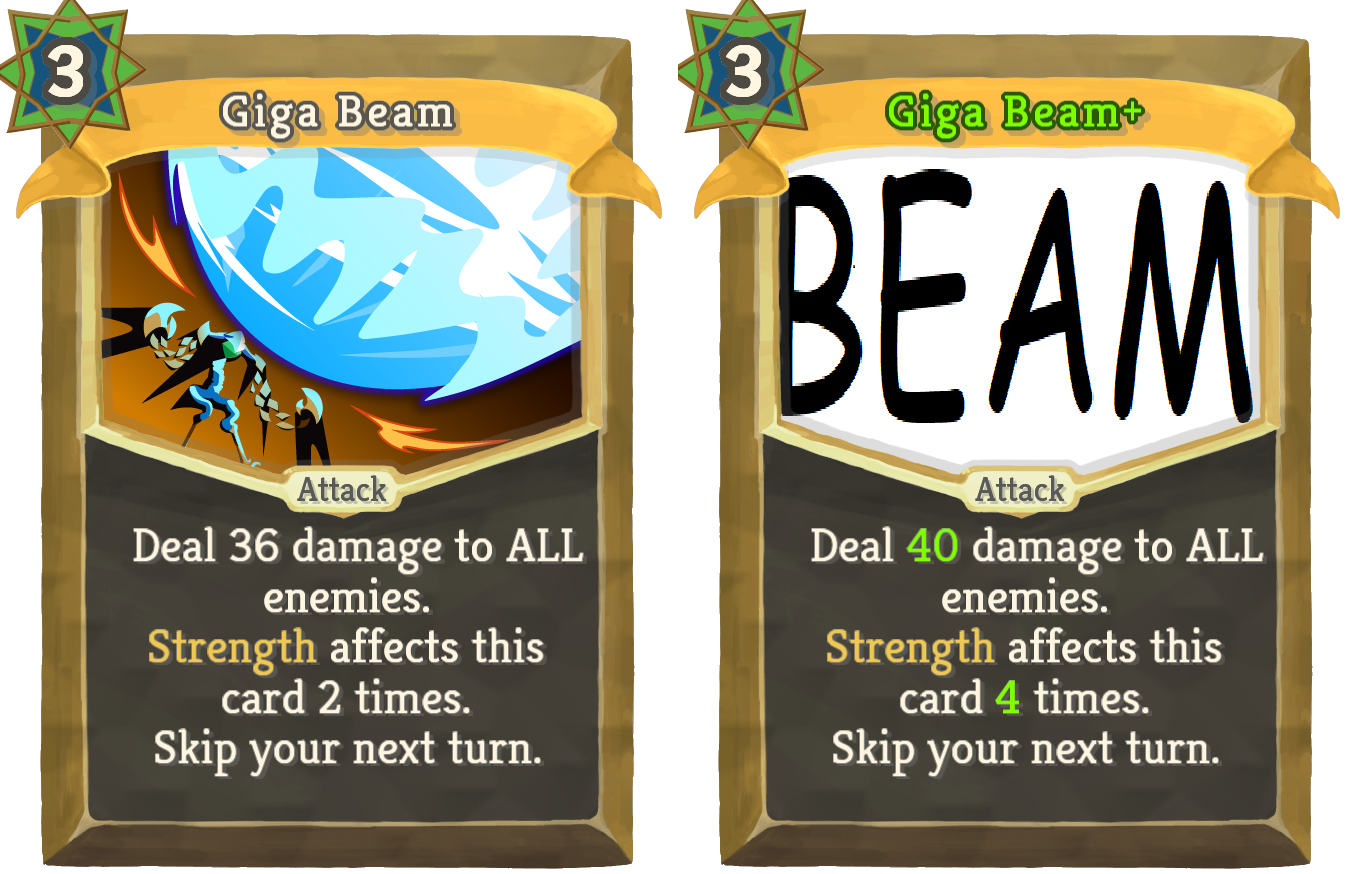 3
Giga Beam
Attack
Deal 36 damage to ALL
enemies.
Strength affects this
card 2 times.
Skip your next turn.
3
Giga Beam+
BEAM
Attack
Deal 40 damage to ALL
enemies.
Strength affects this
card 4 times.
Skip your next turn.